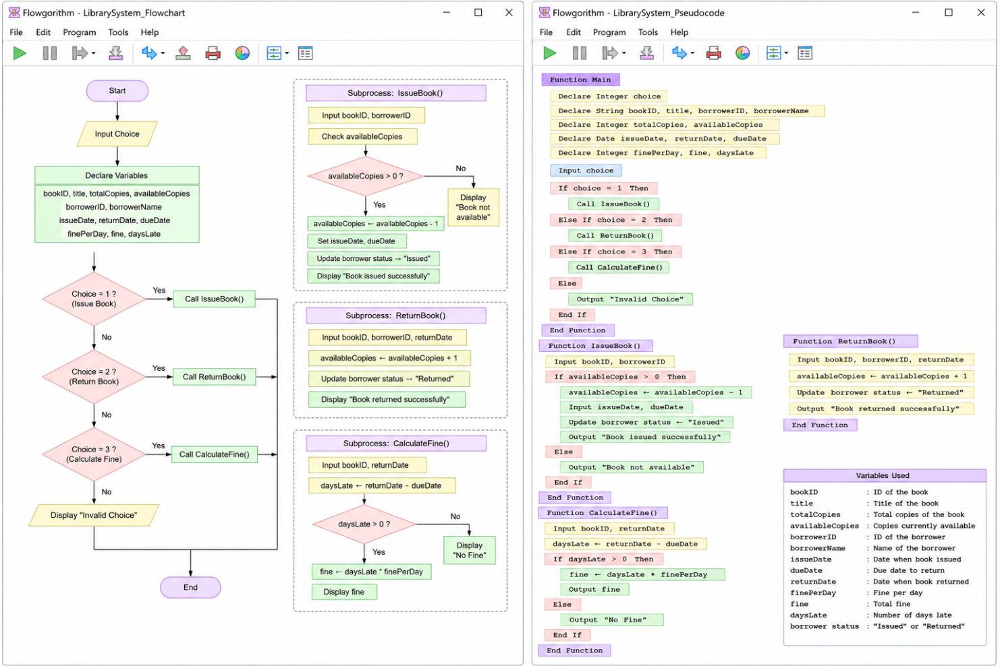 Flowgorithm - LibrarySystem_Flowchart
File Edit Program Tools Help
Start
Input Choice
Declare Variables
bookID, title, totalCopies, availableCopies
borrowerID, borrowerName
issueDate, returnDate, dueDate
finePerDay, fine, daysLate
Choice = 1 ?
(Issue Book)
Yes
Call IssueBook()
No
Choice = 2 ?
(Return Book)
Yes
Call ReturnBook()
No
Choice = 3 ?
(Calculate Fine)
Yes
Call CalculateFine()
No
Display "Invalid Choice"
End
Subprocess: IssueBook()
Input bookID, borrowerID
Check availableCopies
availableCopies > 0 ?
No
Display
"Book not
available"
Yes
availableCopies ← availableCopies - 1
Set issueDate, dueDate
Update borrower status → "Issued"
Display "Book issued successfully"
Subprocess: ReturnBook()
Input bookID, borrowerID, returnDate
availableCopies ← availableCopies + 1
Update borrower status → "Returned"
Display "Book returned successfully"
Subprocess: CalculateFine()
Input bookID, returnDate
daysLate ← returnDate - dueDate
daysLate > 0 ?
No
Display
"No Fine"
Yes
fine ← daysLate * finePerDay
Display fine
Flowgorithm - LibrarySystem_Pseudocode
File Edit Program Tools Help
Function Main
Declare Integer choice
Declare String bookID, title, borrowerID, borrowerName
Declare Integer totalCopies, availableCopies
Declare Date issueDate, returnDate, dueDate
Declare Integer finePerDay, fine, daysLate
Input choice
If choice = 1 Then
Call IssueBook()
Else If choice = 2 Then
Call ReturnBook()
Else If choice = 3 Then
Call CalculateFine()
Else
Output "Invalid Choice"
End If
End Function
Function IssueBook()
Input bookID, borrowerID
If availableCopies > 0 Then
availableCopies ← availableCopies - 1
Input issueDate, dueDate
Update borrower status ← "Issued"
Output "Book issued successfully"
Else
Output "Book not available"
End If
End Function
Function CalculateFine()
Input bookID, returnDate
daysLate ← returnDate - dueDate
If daysLate > 0 Then
fine ← daysLate * finePerDay
Output fine
Else
Output "No Fine"
End If
End Function
Function ReturnBook()
Input bookID, borrowerID, returnDate
availableCopies ← availableCopies + 1
Update borrower status ← "Returned"
Output "Book returned successfully"
End Function
Variables Used
bookID : ID of the book
title : Title of the book
totalCopies : Total copies of the book
availableCopies : Copies currently available
borrowerID : ID of the borrower
borrowerName : Name of the borrower
issueDate : Date when book issued
dueDate : Due date to return
returnDate : Date when book returned
finePerDay : Fine per day
fine : Total fine
daysLate : Number of days late
borrower status : "Issued" or "Returned"